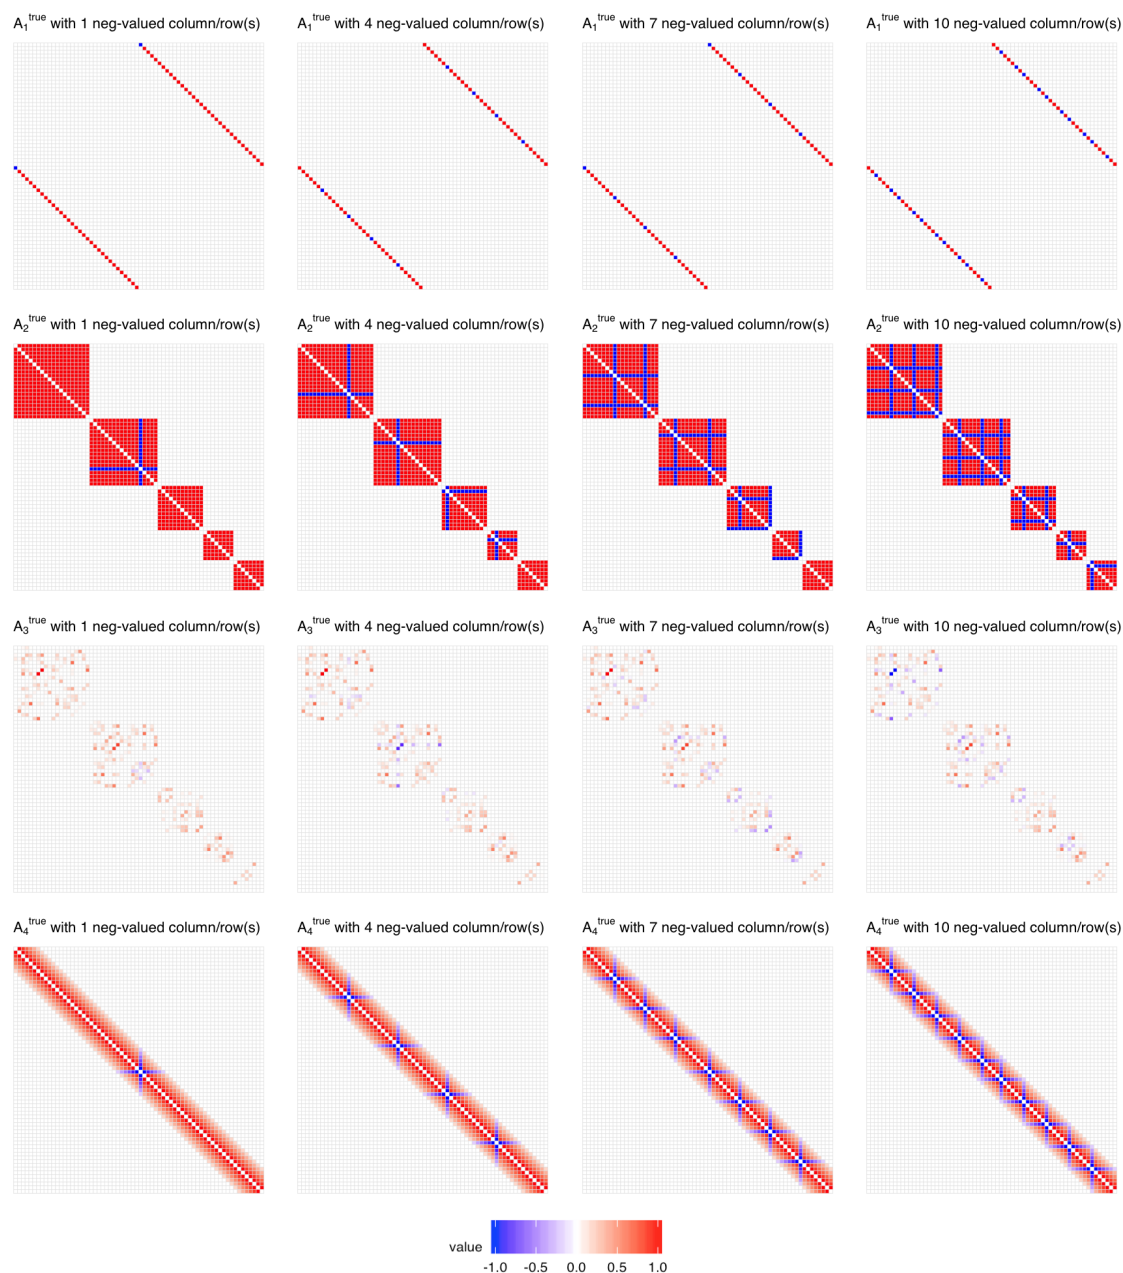 A₁ᵗʳᵘᵉ with 1 neg-valued column/row(s)
A₁ᵗʳᵘᵉ with 4 neg-valued column/row(s)
A₁ᵗʳᵘᵉ with 7 neg-valued column/row(s)
A₁ᵗʳᵘᵉ with 10 neg-valued column/row(s)
A₂ᵗʳᵘᵉ with 1 neg-valued column/row(s)
A₂ᵗʳᵘᵉ with 4 neg-valued column/row(s)
A₂ᵗʳᵘᵉ with 7 neg-valued column/row(s)
A₂ᵗʳᵘᵉ with 10 neg-valued column/row(s)
A₃ᵗʳᵘᵉ with 1 neg-valued column/row(s)
A₃ᵗʳᵘᵉ with 4 neg-valued column/row(s)
A₃ᵗʳᵘᵉ with 7 neg-valued column/row(s)
A₃ᵗʳᵘᵉ with 10 neg-valued column/row(s)
A₄ᵗʳᵘᵉ with 1 neg-valued column/row(s)
A₄ᵗʳᵘᵉ with 4 neg-valued column/row(s)
A₄ᵗʳᵘᵉ with 7 neg-valued column/row(s)
A₄ᵗʳᵘᵉ with 10 neg-valued column/row(s)
value
-1.0 -0.5 0.0 0.5 1.0